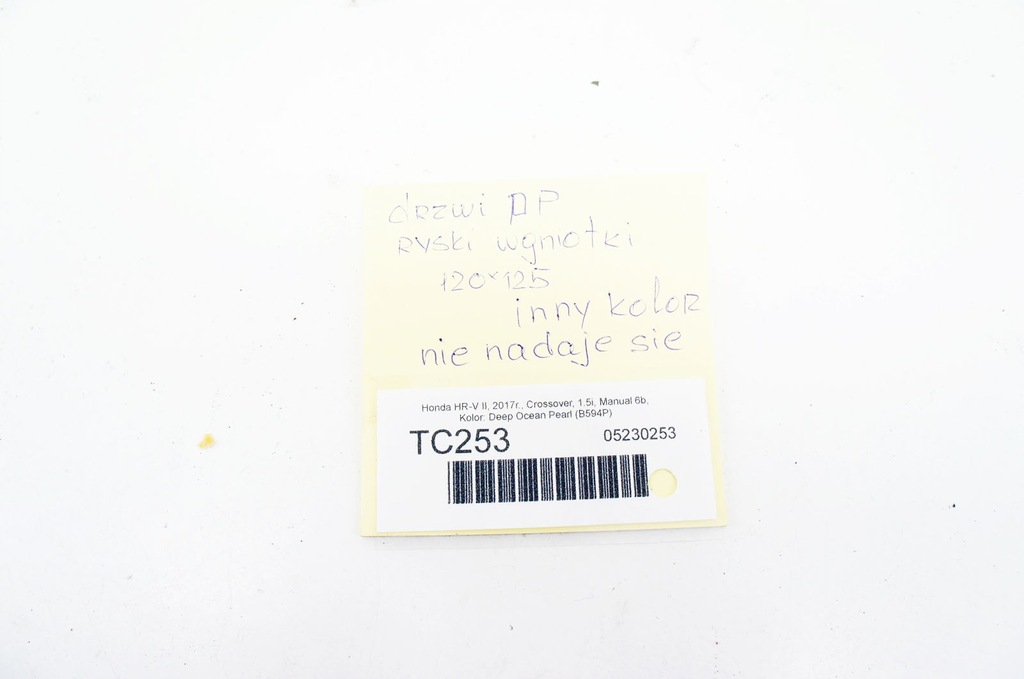 drzwi PP
ryski wgniotki
120x125
inny kolor
nie nadaje sie
Honda HR-V II, 2017r., Crossover, 1.5i, Manual 6b,
Kolor: Deep Ocean Pearl (B594P)
TC253 05230253